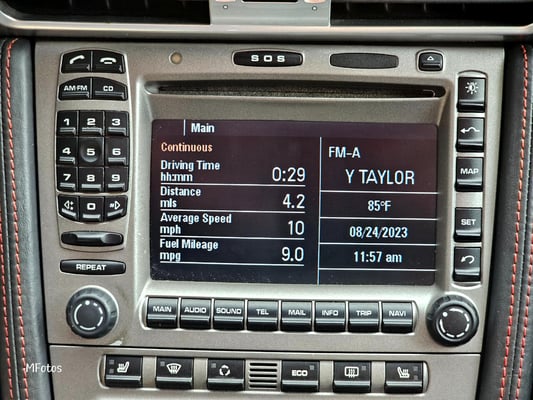 SOS
AM·FM CD
1 2 3
4 5 6
7 8 9
0
REPEAT
Main
Continuous
Driving Time
hh:mm 0:29
Distance
mls 4.2
Average Speed
mph 10
Fuel Mileage
mpg 9.0
FM-A
Y TAYLOR
85°F
08/24/2023
11:57 am
MAP
SET
MAIN AUDIO SOUND TEL MAIL INFO TRIP NAVI
ECO
MFotos